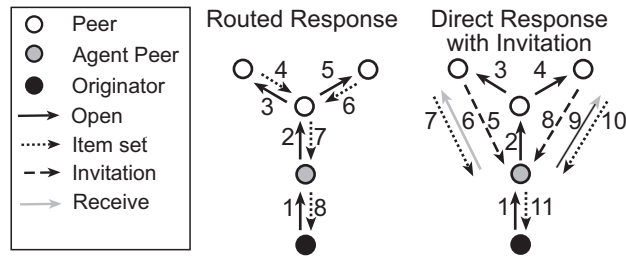 Peer
Agent Peer
Originator
Open
Item set
Invitation
Receive
Routed Response
4
5
3
6
2
7
1
8
Direct Response
with Invitation
3
4
7
6
5
2
8
9
10
1
11